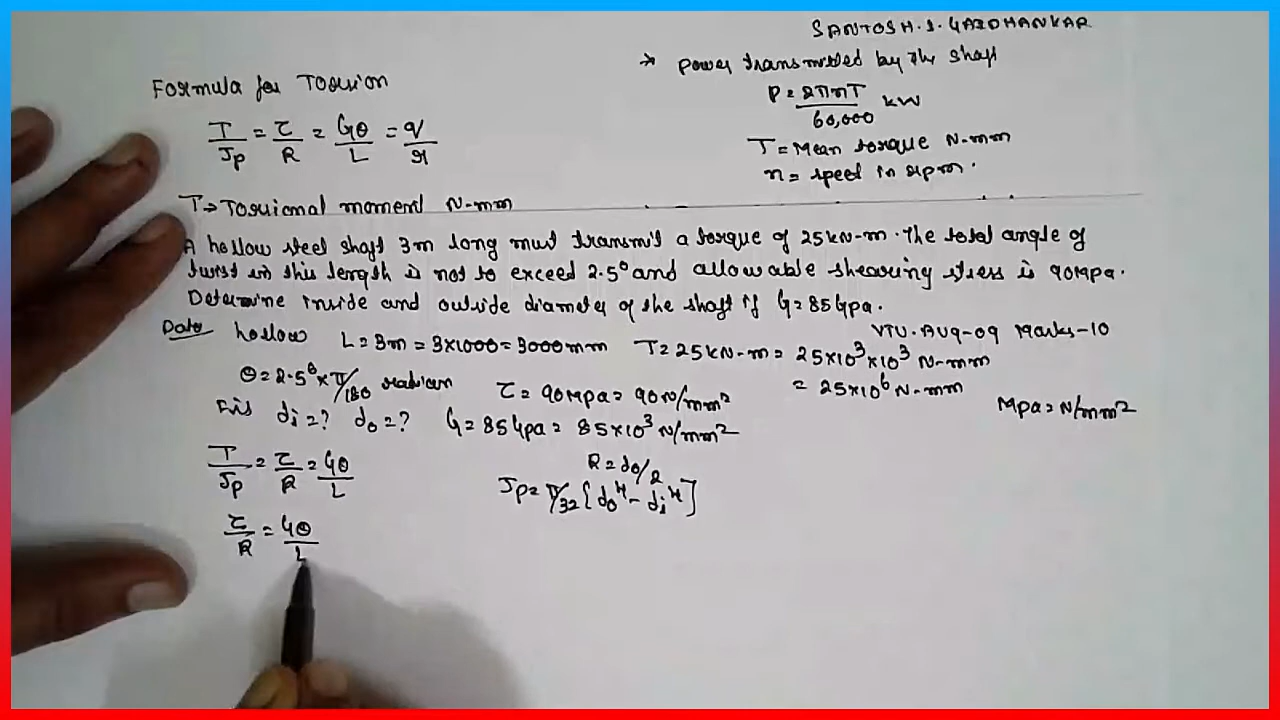 SANTOSH.S.GAIDHANKAR
Formula for Torsion
T/Jp = τ/R = Gθ/L = q/r
→ power transmitted by the shaft
P = 2πnT/60,000 kW
T = Mean torque N-mm
n = speed in rpm.
T → Torsional moment N-mm
A hollow steel shaft 3m long must transmit a torque of 25kN-m. The total angle of
twist in this length is not to exceed 2.5° and allowable shearing stress is 90MPa.
Determine inside and outside diameter of the shaft if G = 85Gpa.
VTU. AUG-09 Marks-10
Data hollow L = 3m = 3×1000 = 3000mm T = 25kN-m = 25×10³×10³ N-mm
= 25×10⁶ N-mm
θ = 2.5° × π/180 radian τ = 90MPa = 90N/mm² Mpa = N/mm²
di = ? do = ? G = 85Gpa = 85×10³ N/mm²
T/Jp = τ/R = Gθ/L
R = do/2
Jp = π/32 [do⁴ - di⁴]
τ/R = Gθ/L